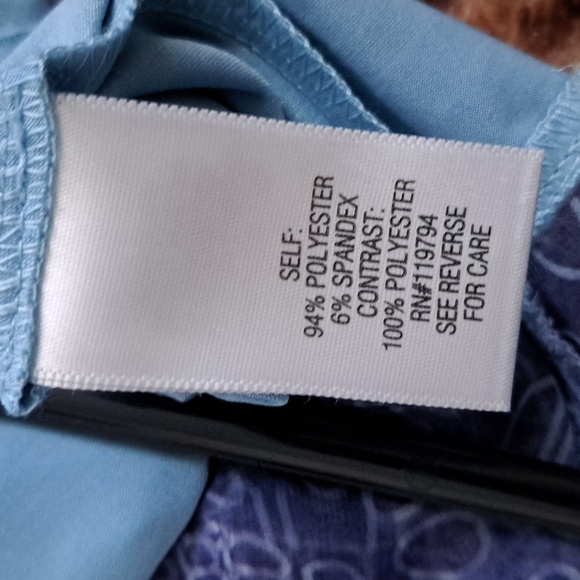 SELF:
94% POLYESTER
6% SPANDEX
CONTRAST:
100% POLYESTER
RN#119794
SEE REVERSE
FOR CARE